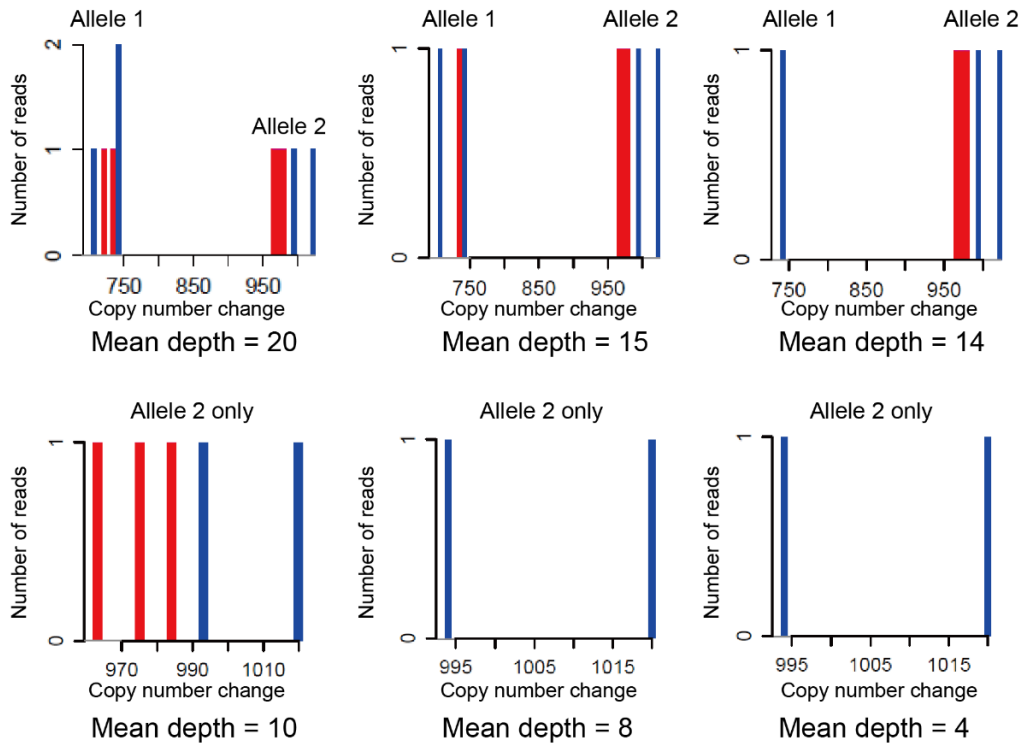 Allele 1
Allele 2
Number of reads
0
1
2
750
850
950
Copy number change
Mean depth = 20
Allele 1
Allele 2
Number of reads
0
1
750
850
950
Copy number change
Mean depth = 15
Allele 1
Allele 2
Number of reads
0
1
750
850
950
Copy number change
Mean depth = 14
Allele 2 only
Number of reads
0
1
970
990
1010
Copy number change
Mean depth = 10
Allele 2 only
Number of reads
0
1
995
1005
1015
Copy number change
Mean depth = 8
Allele 2 only
Number of reads
0
1
995
1005
1015
Copy number change
Mean depth = 4